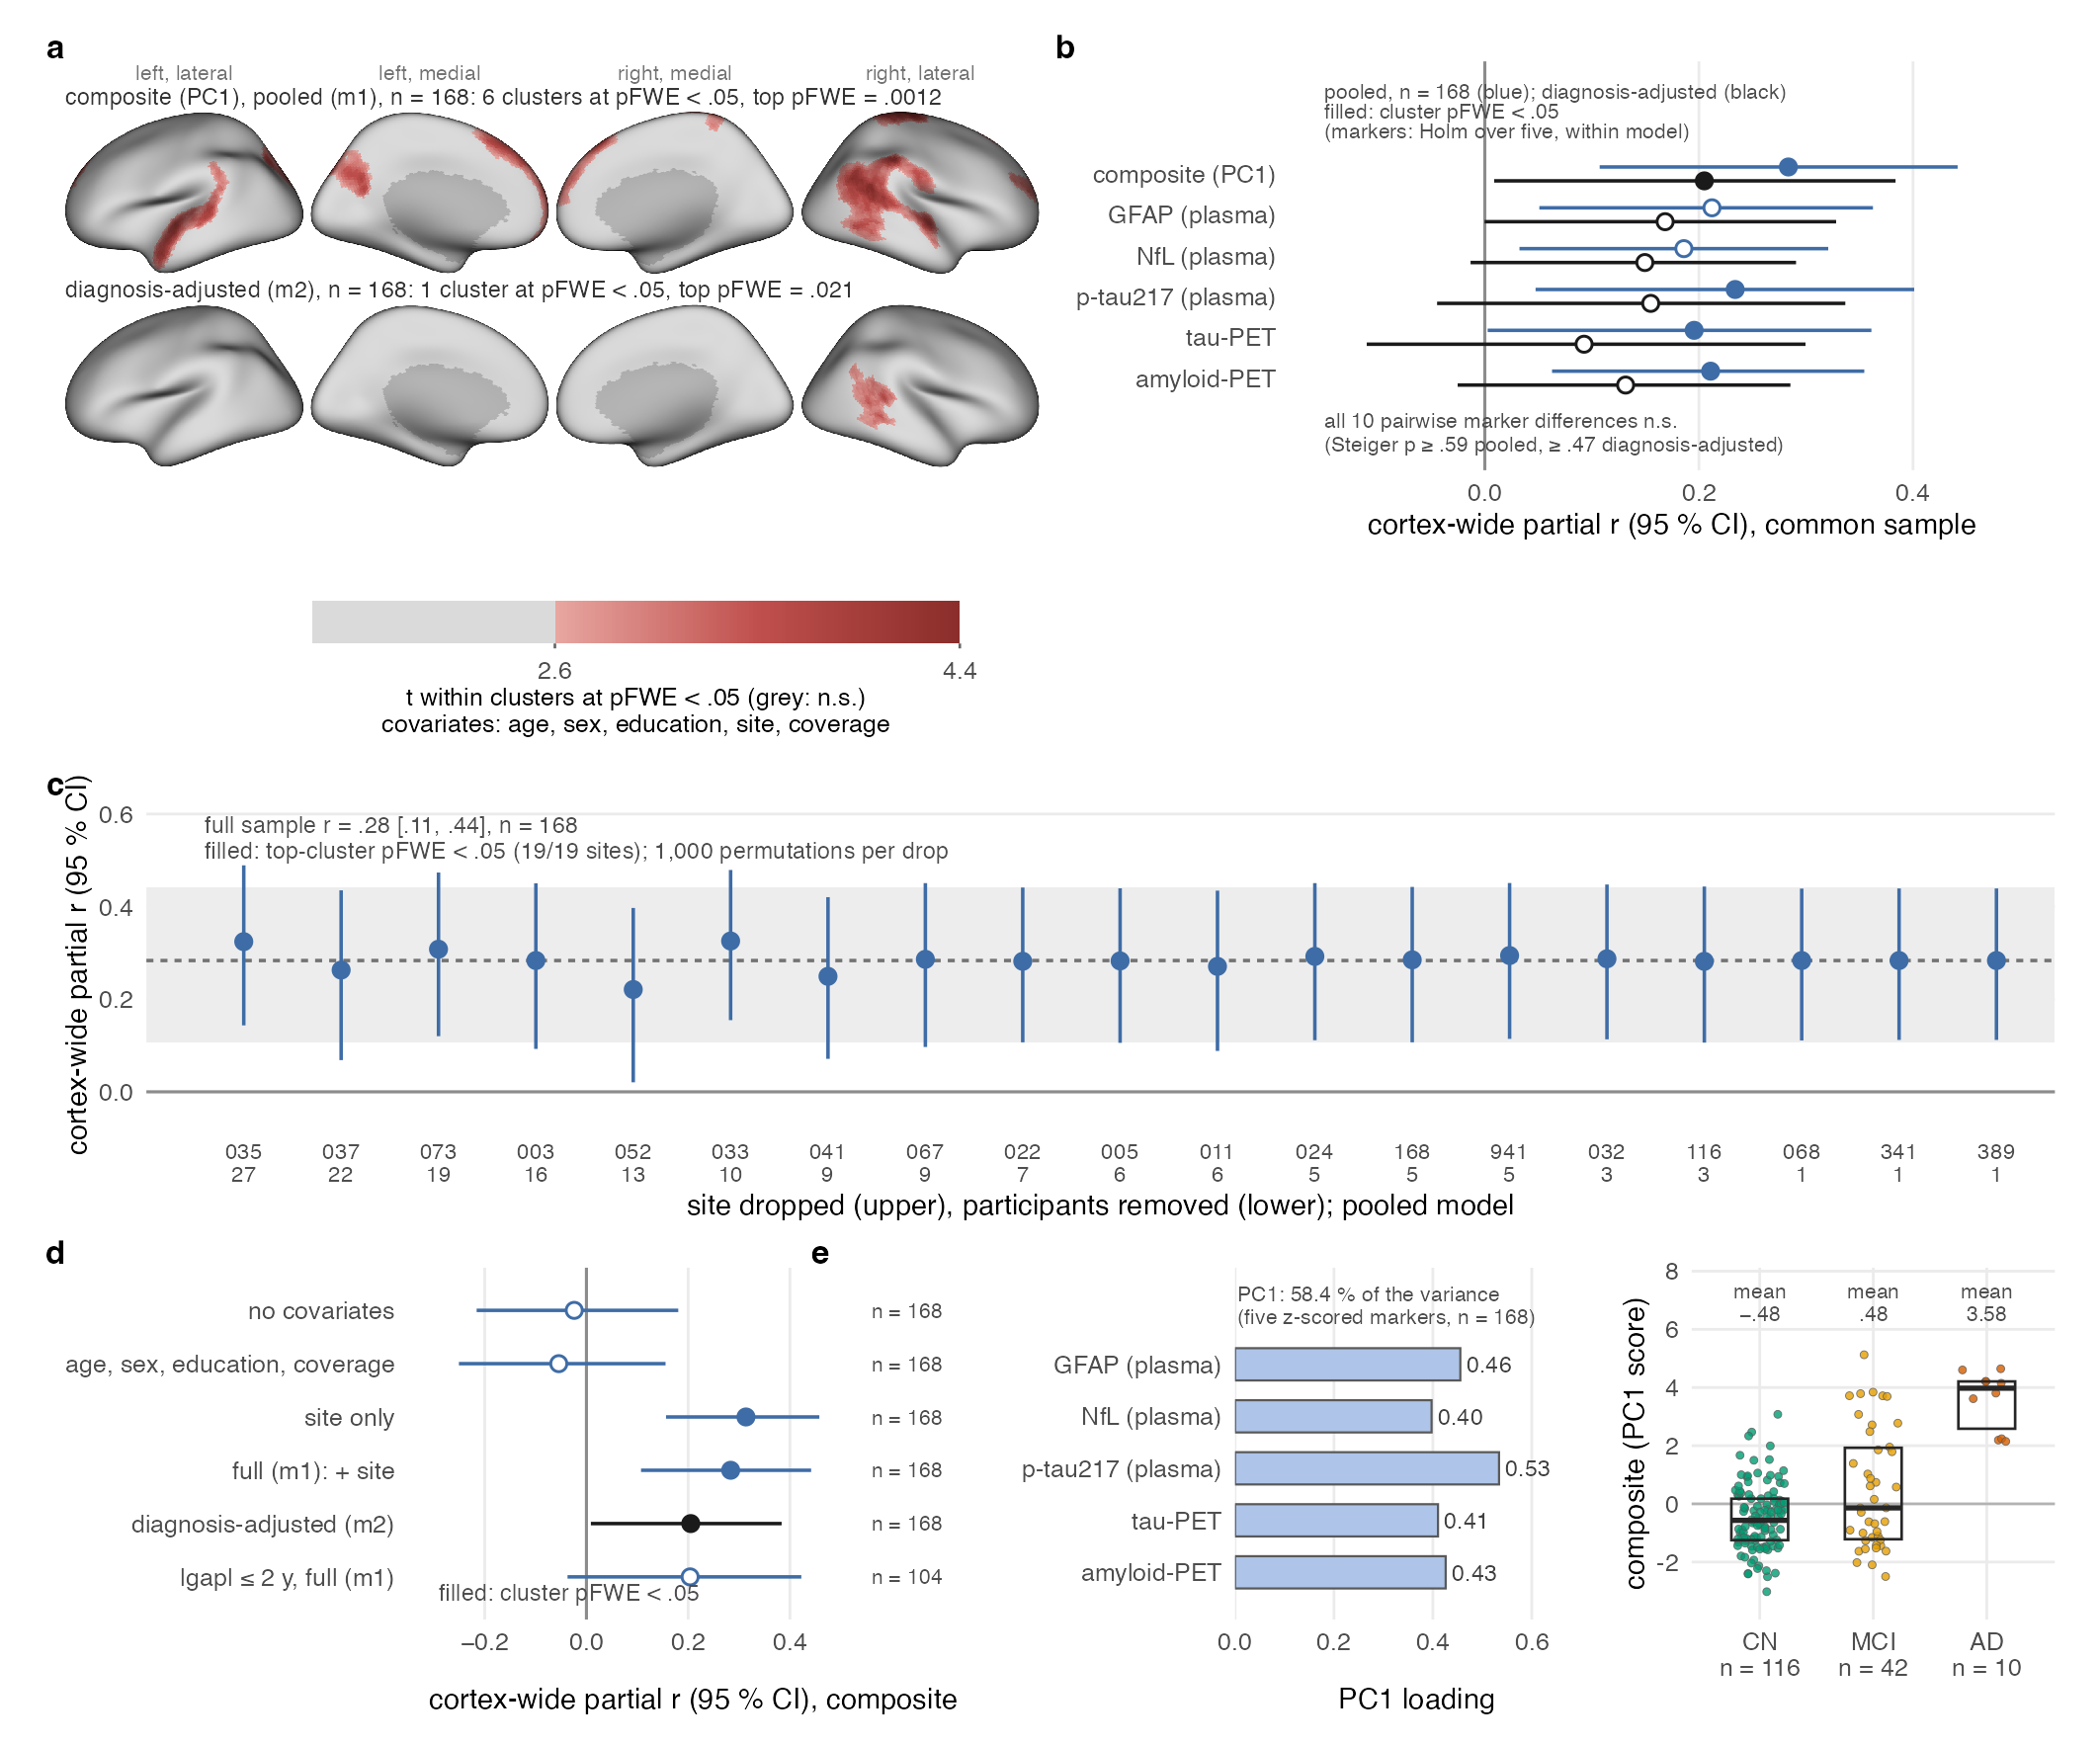 a
left, lateral
left, medial
right, medial
right, lateral
composite (PC1), pooled (m1), n = 168: 6 clusters at pFWE < .05, top pFWE = .0012
diagnosis-adjusted (m2), n = 168: 1 cluster at pFWE < .05, top pFWE = .021
2.6
4.4
t within clusters at pFWE < .05 (grey: n.s.)
covariates: age, sex, education, site, coverage
b
pooled, n = 168 (blue); diagnosis-adjusted (black)
filled: cluster pFWE < .05
(markers: Holm over five, within model)
composite (PC1)
GFAP (plasma)
NfL (plasma)
p-tau217 (plasma)
tau-PET
amyloid-PET
all 10 pairwise marker differences n.s.
(Steiger p ≥ .59 pooled, ≥ .47 diagnosis-adjusted)
0.0
0.2
0.4
cortex-wide partial r (95 % CI), common sample
c
cortex-wide partial r (95 % CI)
0.6
0.4
0.2
0.0
full sample r = .28 [.11, .44], n = 168
filled: top-cluster pFWE < .05 (19/19 sites); 1,000 permutations per drop
035 037 073 003 052 033 041 067 022 005 011 024 168 941 032 116 068 341 389
27 22 19 16 13 10 9 9 7 6 6 5 5 5 3 3 1 1 1
site dropped (upper), participants removed (lower); pooled model
d
no covariates
n = 168
age, sex, education, coverage
n = 168
site only
n = 168
full (m1): + site
n = 168
diagnosis-adjusted (m2)
n = 168
lgapl ≤ 2 y, full (m1)
n = 104
filled: cluster pFWE < .05
−0.2
0.0
0.2
0.4
cortex-wide partial r (95 % CI), composite
e
PC1: 58.4 % of the variance
(five z-scored markers, n = 168)
GFAP (plasma)
0.46
NfL (plasma)
0.40
p-tau217 (plasma)
0.53
tau-PET
0.41
amyloid-PET
0.43
0.0
0.2
0.4
0.6
PC1 loading
composite (PC1 score)
8
6
4
2
0
-2
mean
−.48
mean
.48
mean
3.58
CN
n = 116
MCI
n = 42
AD
n = 10